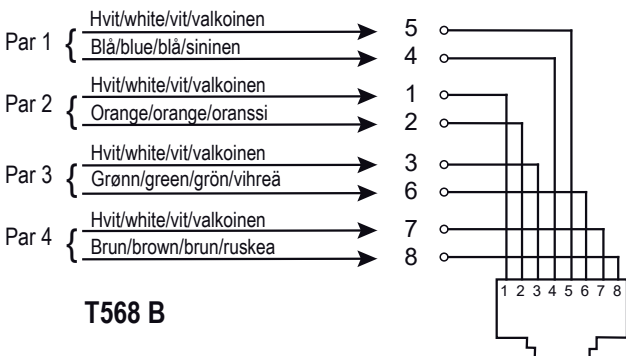 Par 1 { Hvit/white/vit/valkoinen 5
Blå/blue/blå/sininen 4
Par 2 { Hvit/white/vit/valkoinen 1
Orange/orange/oranssi 2
Par 3 { Hvit/white/vit/valkoinen 3
Grønn/green/grön/vihreä 6
Par 4 { Hvit/white/vit/valkoinen 7
Brun/brown/brun/ruskea 8
1 2 3 4 5 6 7 8
T568 B